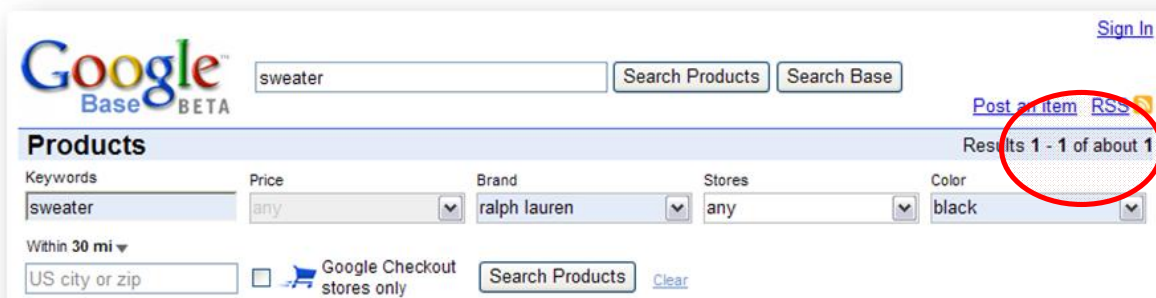 Sign In
Google™
Base BETA
sweater Search Products Search Base
Post an item RSS
Products Results 1 - 1 of about 1
Keywords Price Brand Stores Color
sweater any ralph lauren any black
Within 30 mi
US city or zip Google Checkout stores only Search Products Clear